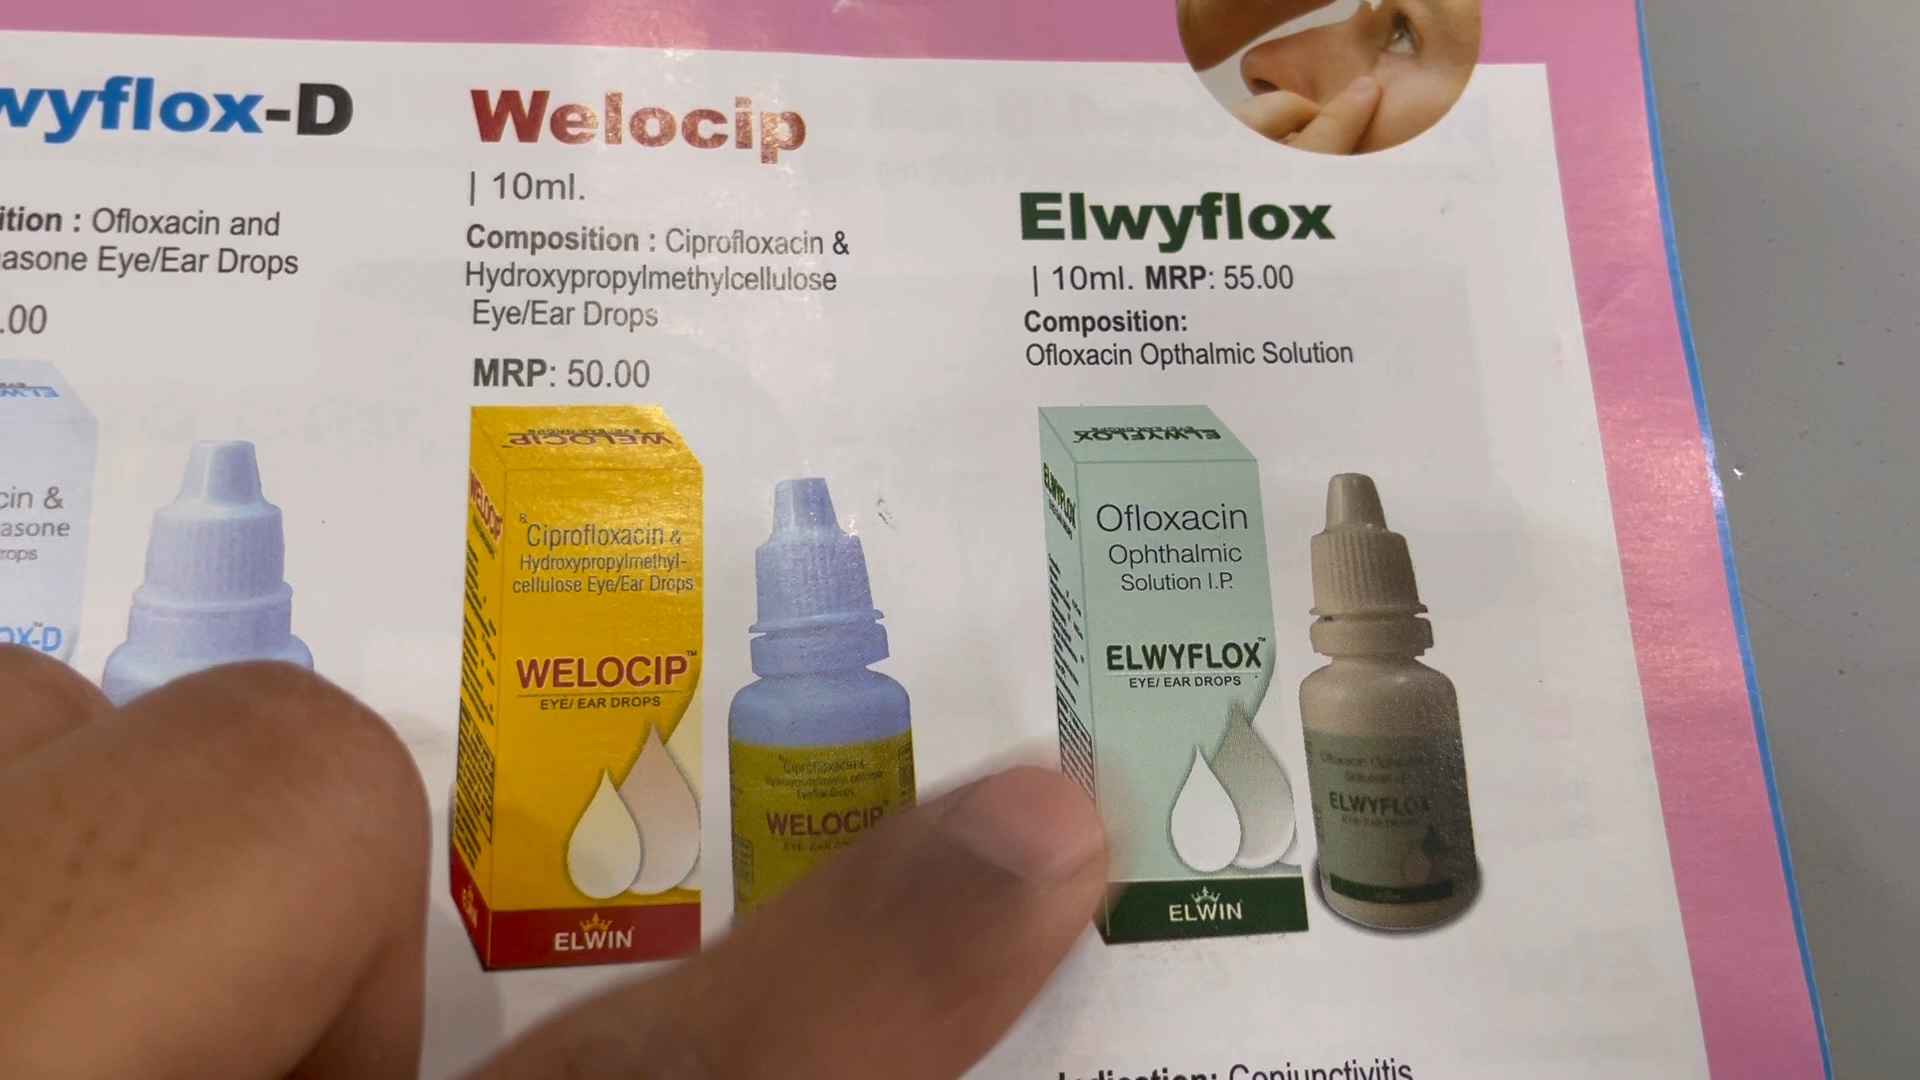 wyflox-D
ition : Ofloxacin and
asone Eye/Ear Drops
.00
cin &
asone
rops
OX-D
Welocip
| 10ml.
Composition : Ciprofloxacin &
Hydroxypropylmethylcellulose
Eye/Ear Drops
MRP: 50.00
WELOCIP
WELOCIP
Ciprofloxacin &
Hydroxypropylmethyl-
cellulose Eye/Ear Drops
WELOCIP™
EYE/ EAR DROPS
ELWIN
WELOCIP
Elwyflox
| 10ml. MRP: 55.00
Composition:
Ofloxacin Opthalmic Solution
ELWYFLOX
ELWYFLOX
Ofloxacin
Ophthalmic
Solution I.P.
ELWYFLOX™
EYE/ EAR DROPS
ELWIN
ELWYFLOX
Indication: Conjunctivitis